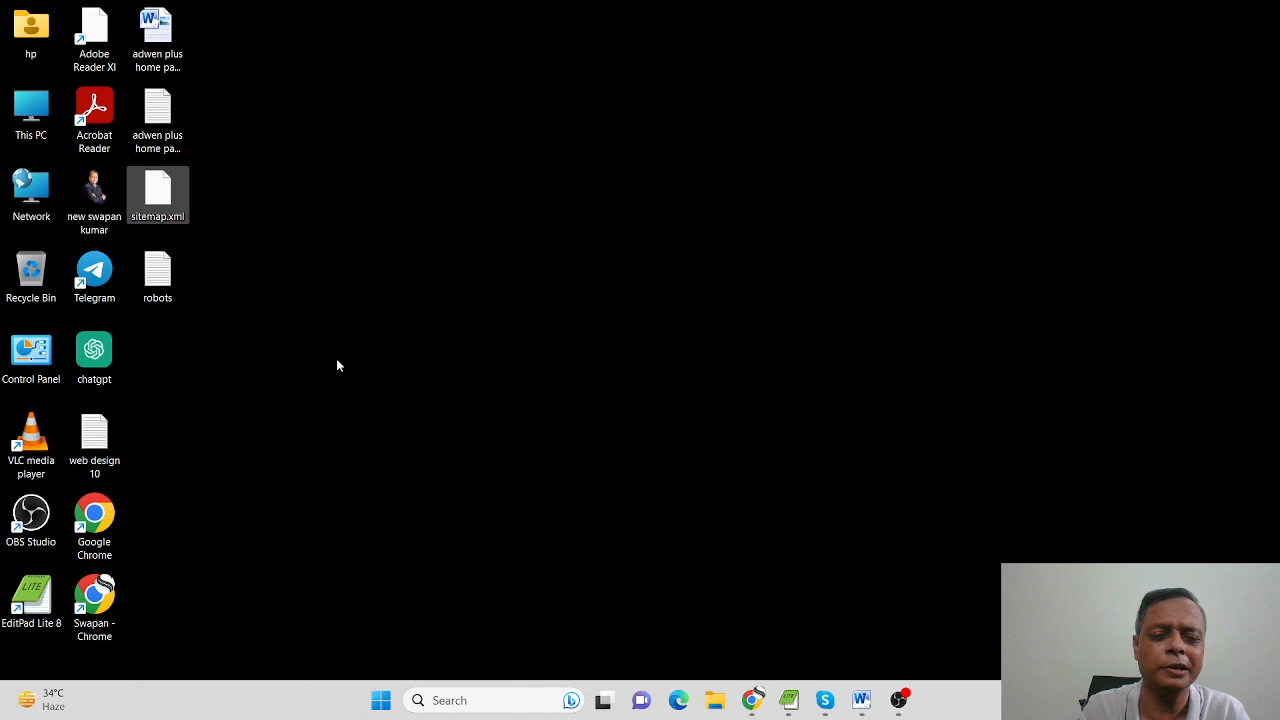 hp
Adobe
Reader XI
adwen plus
home pa...
This PC
Acrobat
Reader
adwen plus
home pa...
Network
new swapan
kumar
sitemap.xml
Recycle Bin
Telegram
robots
Control Panel
chatgpt
VLC media
player
web design
10
OBS Studio
Google
Chrome
LITE
EditPad Lite 8
Swapan -
Chrome
34°C
Haze
Search